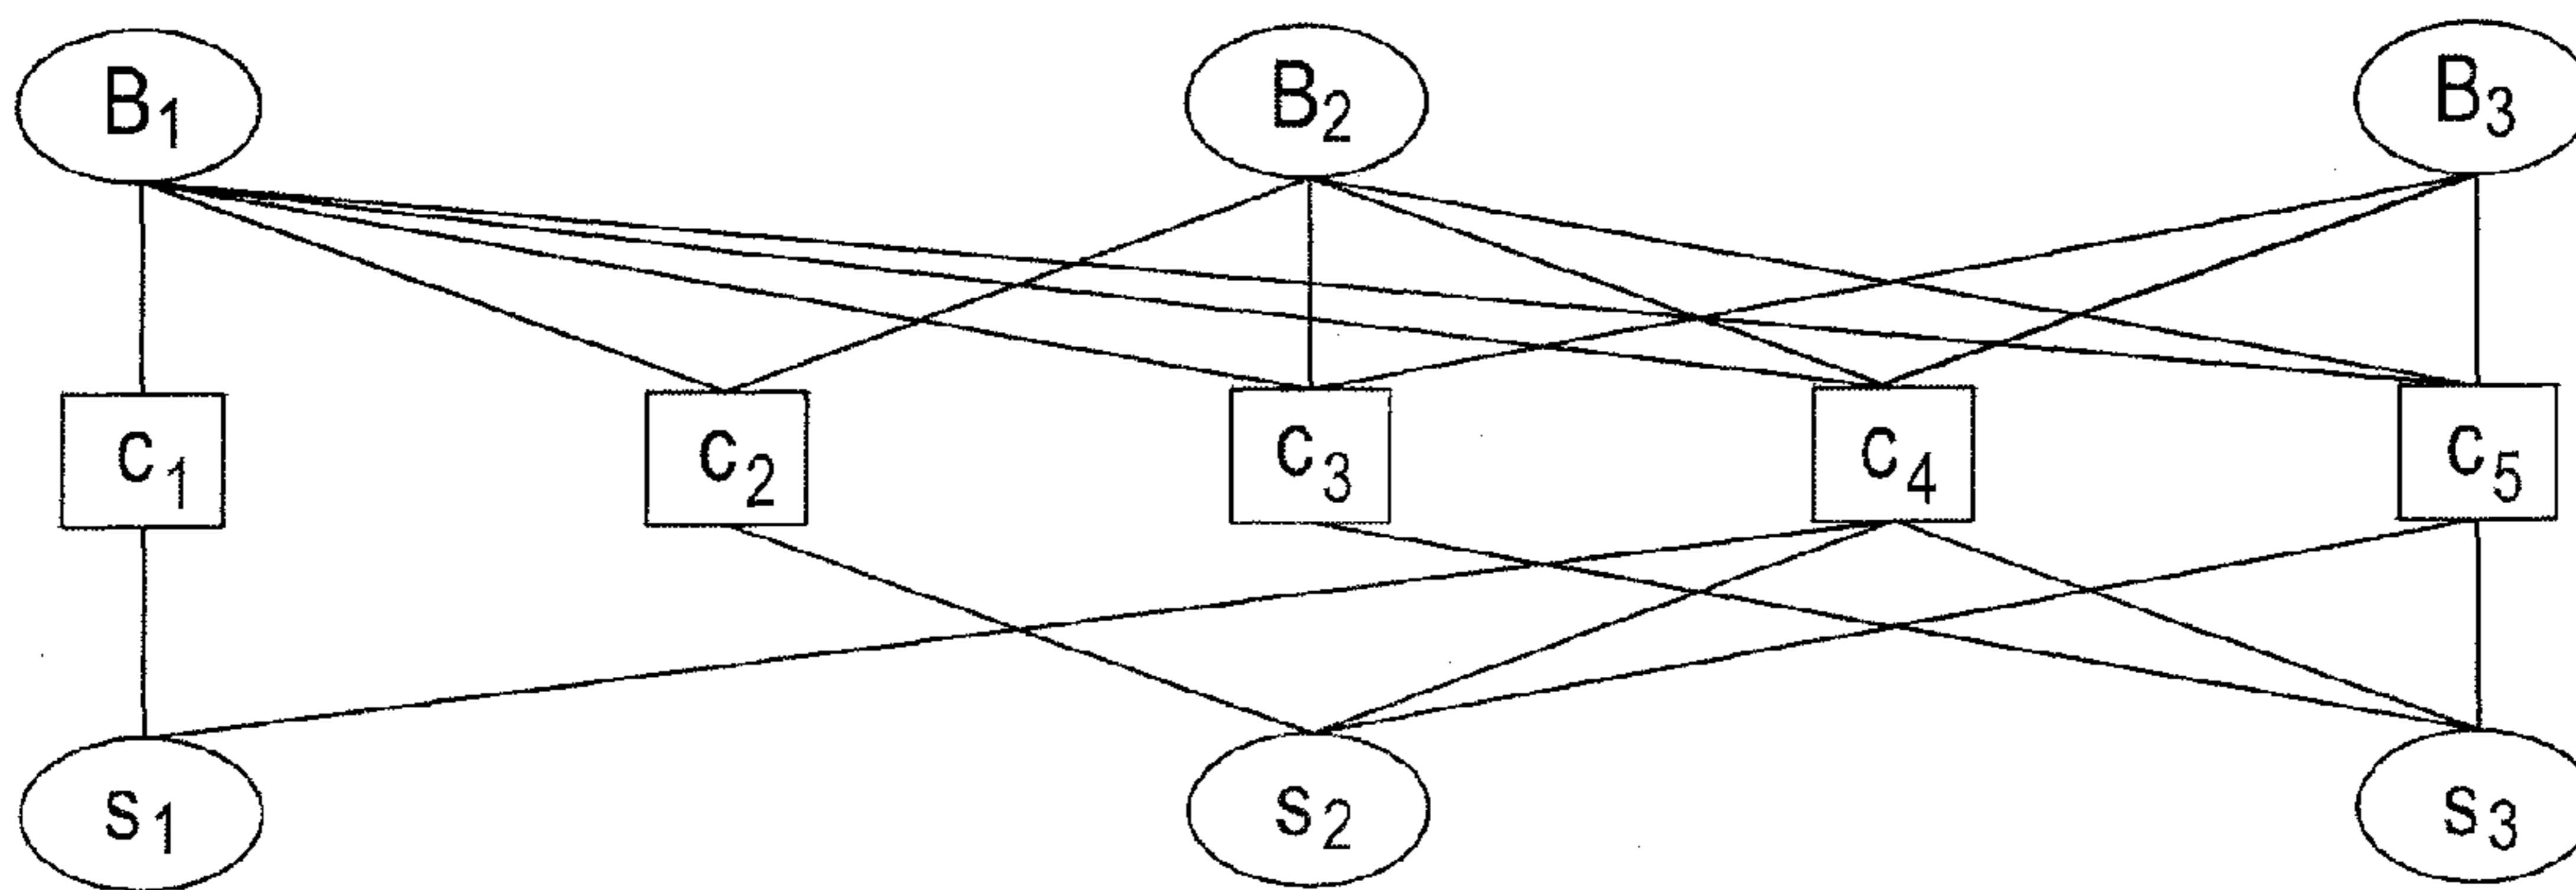 B₁ B₂ B₃
c₁ c₂ c₃ c₄ c₅
s₁ s₂ s₃